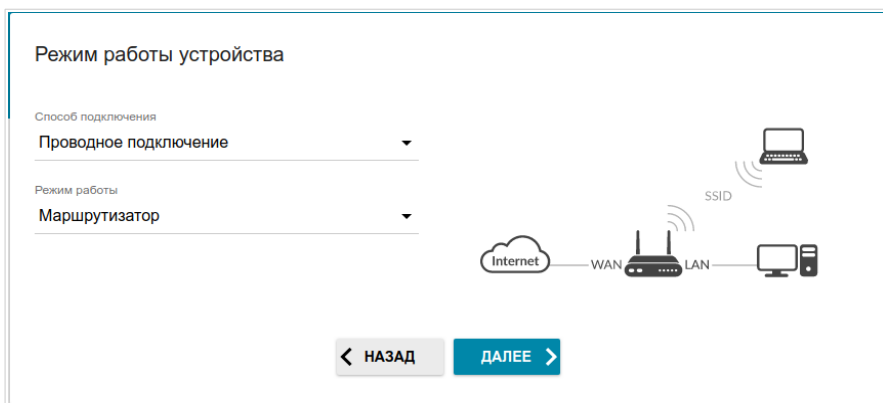 Режим работы устройства
Способ подключения
Проводное подключение
Режим работы
Маршрутизатор
SSID
Internet
WAN
LAN
НАЗАД
ДАЛЕЕ